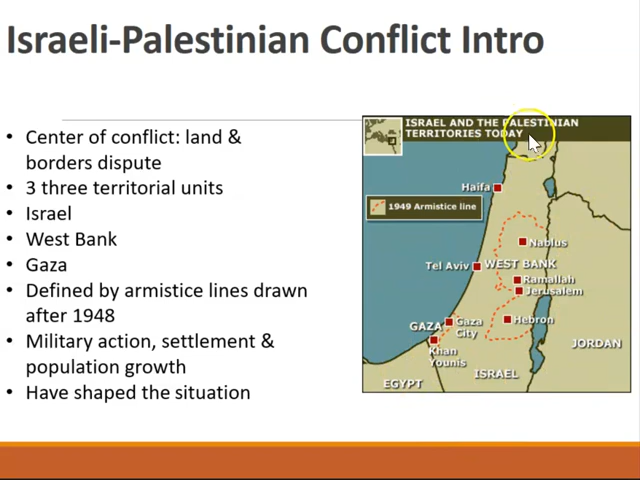 Israeli-Palestinian Conflict Intro
• Center of conflict: land &
borders dispute
• 3 three territorial units
• Israel
• West Bank
• Gaza
• Defined by armistice lines drawn
after 1948
• Military action, settlement &
population growth
• Have shaped the situation
ISRAEL AND THE PALESTINIAN
TERRITORIES TODAY
Haifa
1949 Armistice line
Nablus
Tel Aviv
WEST BANK
Ramallah
Jerusalem
GAZA
Gaza
City
Hebron
Khan
Younis
JORDAN
ISRAEL
EGYPT